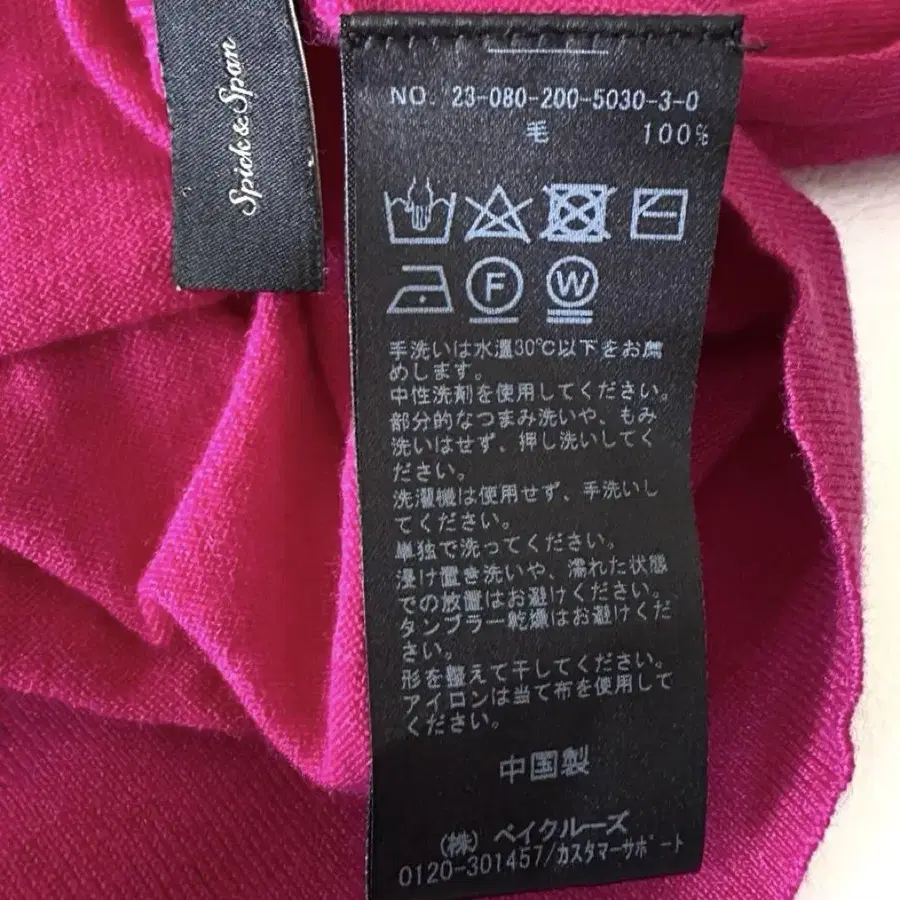 Spick & Span
NO. 23-080-200-5030-3-0
毛 100%
F W
手洗いは水温30℃以下をお薦
めします。
中性洗剤を使用してください。
部分的なつまみ洗いや、もみ
洗いはせず、押し洗いしてく
ださい。
洗濯機は使用せず、手洗いし
てください。
単独で洗ってください。
浸け置き洗いや、濡れた状態
での放置はお避けください。
タンブラー乾燥はお避けくだ
さい。
形を整えて干してください。
アイロンは当て布を使用して
ください。
中国製
(株) ベイクルーズ
0120-301457/カスタマーサポート